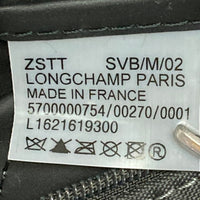 ZSTT SVB/M/02
LONGCHAMP PARIS
MADE IN FRANCE
5700000754/00270/0001
L1621619300